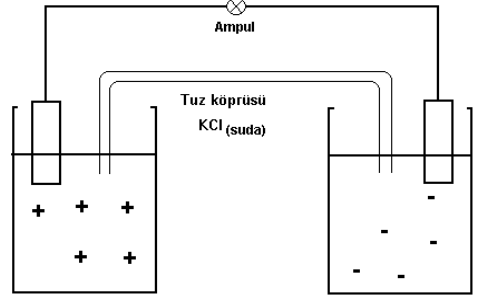 Ampul
Tuz köprüsü
KCl (suda)
+ + +
+ +
-
- -
- -